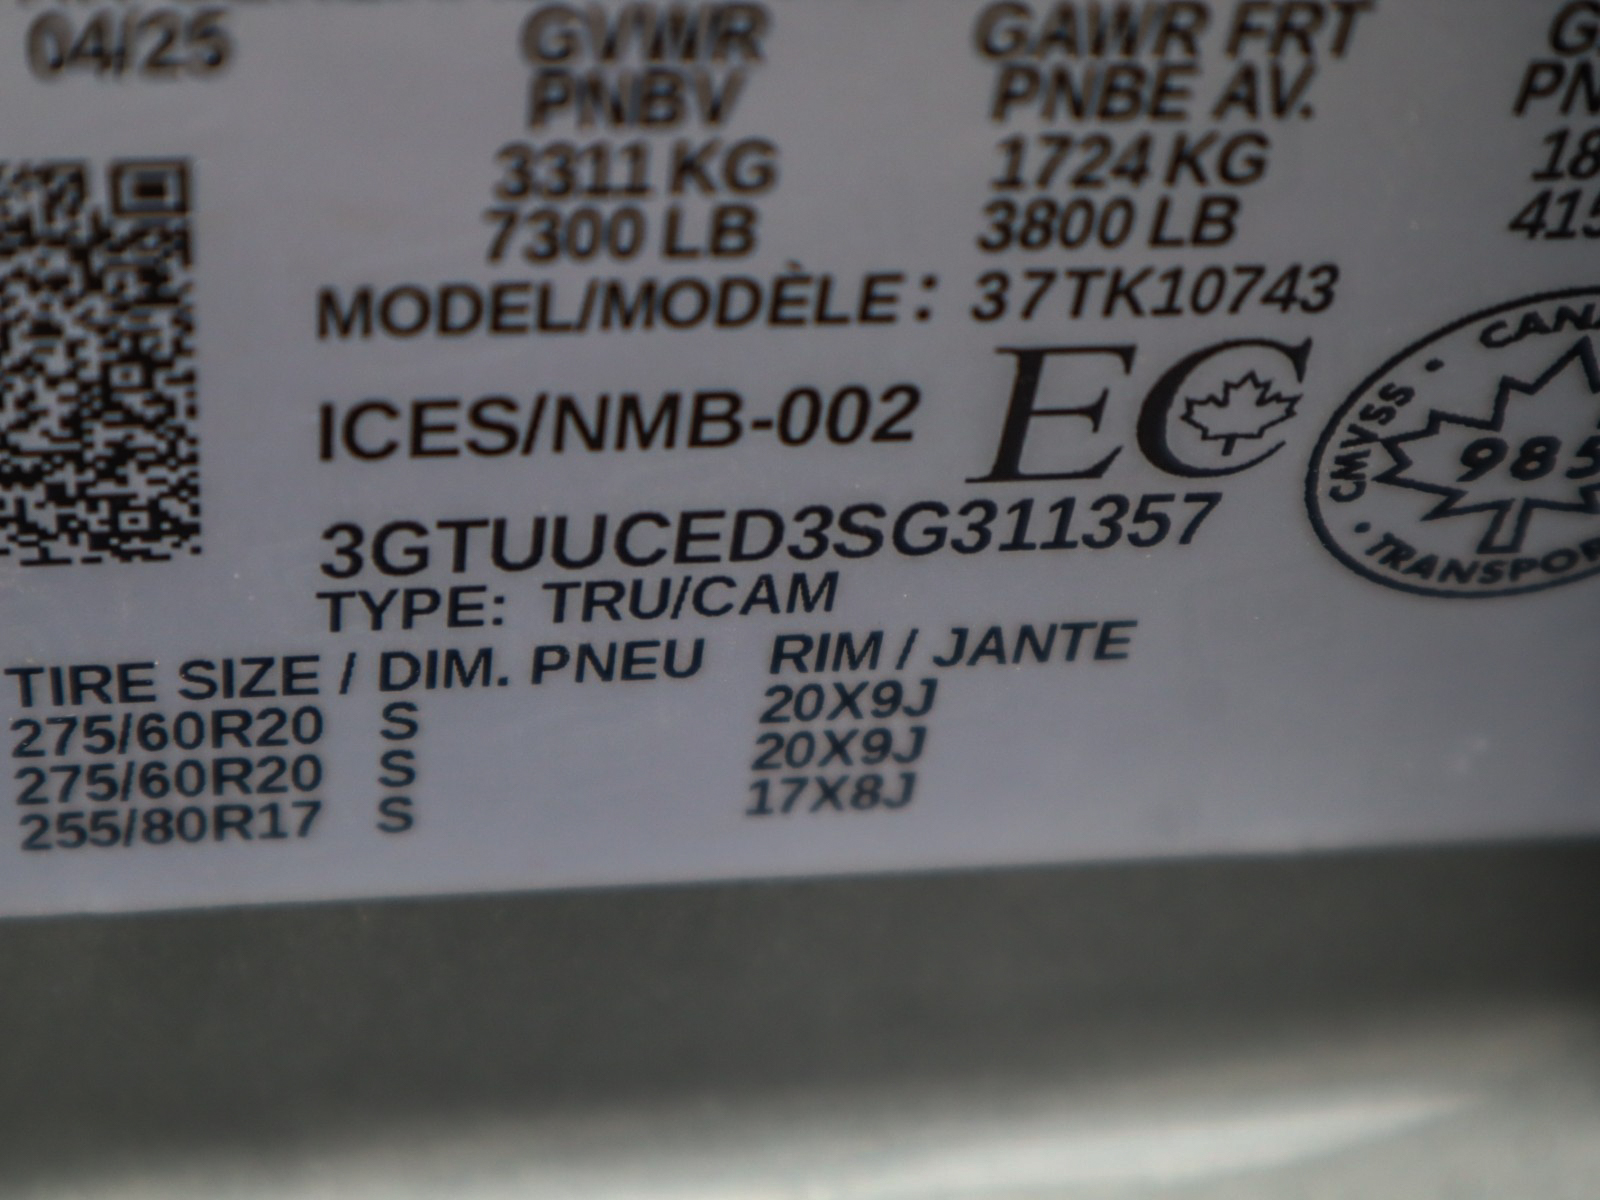 04/25
GVWR
PNBV
3311 KG
7300 LB
GAWR FRT
PNBE AV.
1724 KG
3800 LB
MODEL/MODÈLE: 37TK10743
ICES/NMB-002 EC
3GTUUCED3SG311357
TYPE: TRU/CAM
TIRE SIZE / DIM. PNEU RIM / JANTE
275/60R20 S 20X9J
275/60R20 S 20X9J
255/80R17 S 17X8J
CMVSS